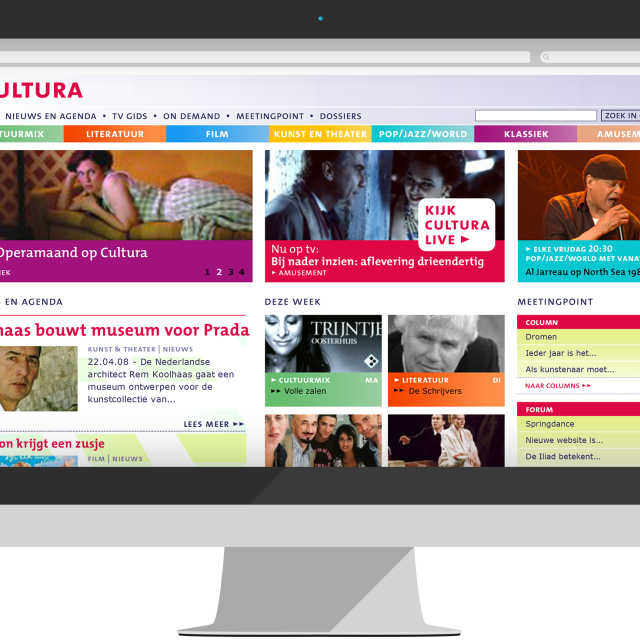 ULTURA
NIEUWS EN AGENDA • TV GIDS • ON DEMAND • MEETINGPOINT • DOSSIERS
ZOEK IN
TUURMIX LITERATUUR FILM KUNST EN THEATER POP/JAZZ/WORLD KLASSIEK AMUSEM
KIJK
CULTURA
LIVE ►
Operamaand op Cultura
IEK 1 2 3 4
Nu op tv:
Bij nader inzien: aflevering drieendertig
► AMUSEMENT
► ELKE VRIJDAG 20:30
POP/JAZZ/WORLD MET VANA
Al Jarreau op North Sea 198
EN AGENDA
haas bouwt museum voor Prada
KUNST & THEATER | NIEUWS
22.04.08 - De Nederlandse
architect Rem Koolhaas gaat een
museum ontwerpen voor de
kunstcollectie van...
LEES MEER ►►
on krijgt een zusje
FILM | NIEUWS
DEZE WEEK
TRIJNTJE
OOSTERHUIS
► CULTUURMIX MA
►► Volle zalen
► LITERATUUR DI
►► De Schrijvers
MEETINGPOINT
COLUMN
Dromen
Ieder jaar is het...
Als kunstenaar moet...
NAAR COLUMNS ►►
FORUM
Springdance
Nieuwe website is...
De Iliad betekent...